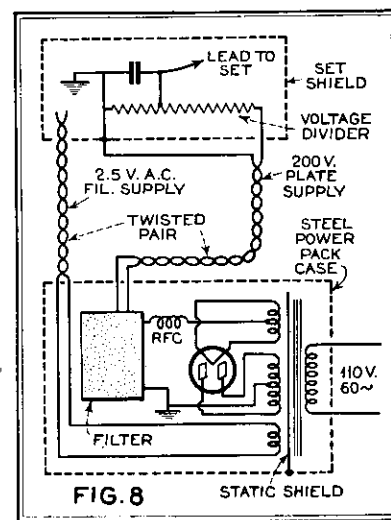 LEAD TO
SET
SET
SHIELD
VOLTAGE
DIVIDER
2.5 V. A.C.
FIL. SUPPLY
200 V.
PLATE
SUPPLY
TWISTED
PAIR
STEEL
POWER
PACK
CASE
RFC
110 V.
60~
FILTER
FIG. 8
STATIC SHIELD